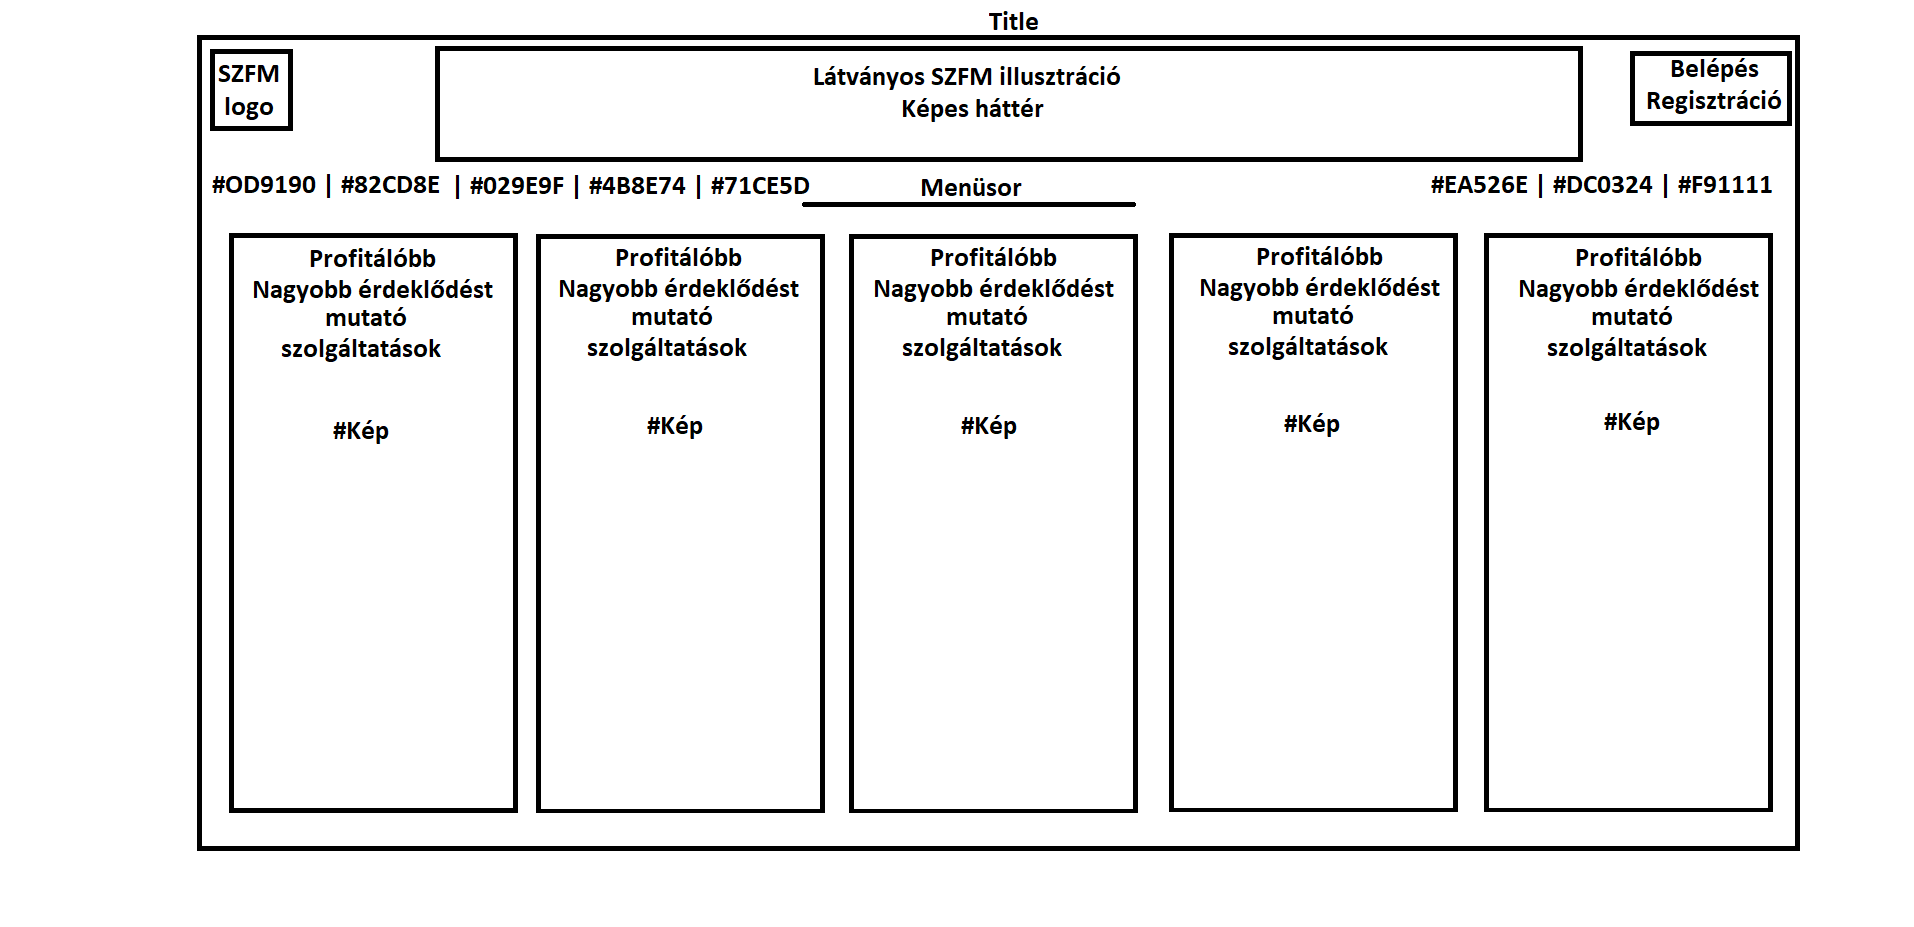 Title
SZFM
logo
Látványos SZFM illusztráció
Képes háttér
Belépés
Regisztráció
#OD9190 | #82CD8E | #029E9F | #4B8E74 | #71CE5D
Menüsor
#EA526E | #DC0324 | #F91111
Profitálóbb
Nagyobb érdeklődést
mutató
szolgáltatások
#Kép
Profitálóbb
Nagyobb érdeklődést
mutató
szolgáltatások
#Kép
Profitálóbb
Nagyobb érdeklődést
mutató
szolgáltatások
#Kép
Profitálóbb
Nagyobb érdeklődést
mutató
szolgáltatások
#Kép
Profitálóbb
Nagyobb érdeklődést
mutató
szolgáltatások
#Kép